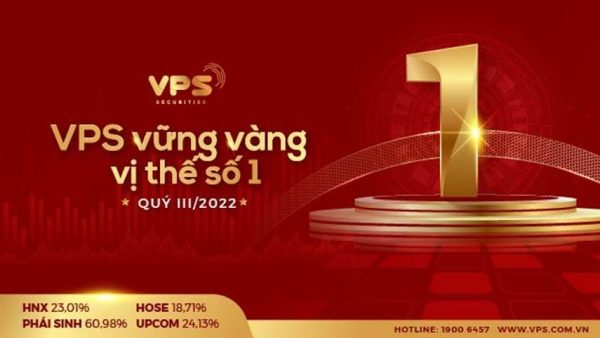 VPS
SECURITIES
VPS vững vàng
vị thế số 1
QUÝ III/2022
1
HNX 23,01% HOSE 18,71%
PHÁI SINH 60,98% UPCOM 24,13%
HOTLINE: 1900 6457 WWW.VPS.COM.VN